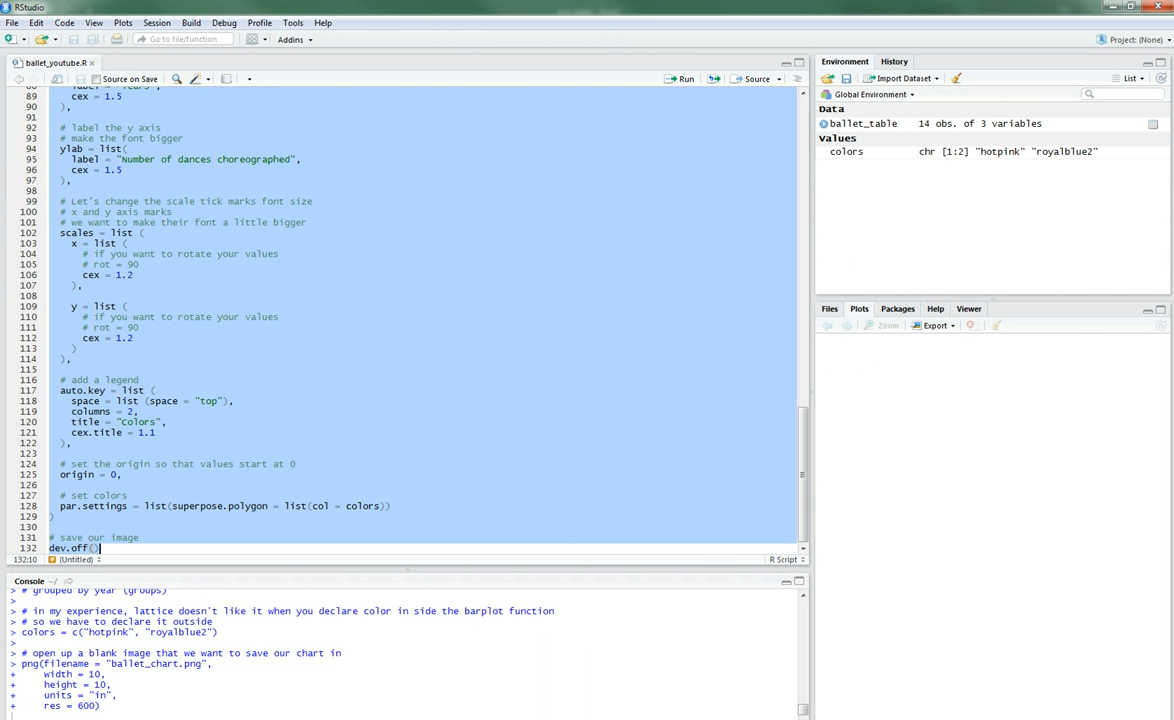 RStudio
File Edit Code View Plots Session Build Debug Profile Tools Help
Go to file/function Addins Project: (None)
ballet_youtube.R
Source on Save Run Source
89 cex = 1.5
90 ),
91
92 # label the y axis
93 # make the font bigger
94 ylab = list(
95 label = "Number of dances choreographed",
96 cex = 1.5
97 ),
98
99 # Let's change the scale tick marks font size
100 # x and y axis marks
101 # we want to make their font a little bigger
102 scales = list (
103 x = list (
104 # if you want to rotate your values
105 # rot = 90
106 cex = 1.2
107 ),
108
109 y = list (
110 # if you want to rotate your values
111 # rot = 90
112 cex = 1.2
113 )
114 ),
115
116 # add a legend
117 auto.key = list (
118 space = list (space = "top"),
119 columns = 2,
120 title = "Colors",
121 cex.title = 1.1
122 ),
123
124 # set the origin so that values start at 0
125 origin = 0,
126
127 # set colors
128 par.settings = list(superpose.polygon = list(col = colors))
129 )
130
131 # save our image
132 dev.off()
132:10 (Untitled) R Script
Console ~/
> # grouped by year (groups)
>
> # in my experience, lattice doesn't like it when you declare color in side the barplot function
> # so we have to declare it outside
> colors = c("hotpink", "royalblue2")
>
> # open up a blank image that we want to save our chart in
> png(filename = "ballet_chart.png",
+ width = 10,
+ height = 10,
+ units = "in",
+ res = 600)
Environment History
Import Dataset List
Global Environment
Data
ballet_table 14 obs. of 3 variables
Values
colors chr [1:2] "hotpink" "royalblue2"
Files Plots Packages Help Viewer
Zoom Export